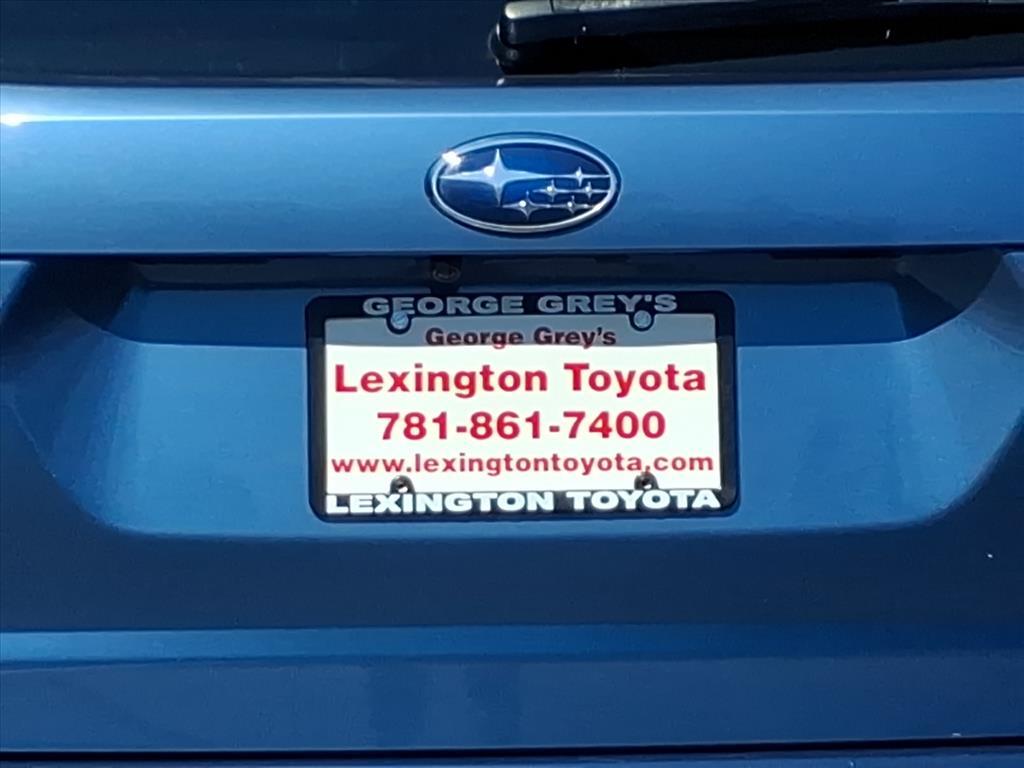 GEORGE GREY'S
George Grey's
Lexington Toyota
781-861-7400
www.lexingtontoyota.com
LEXINGTON TOYOTA